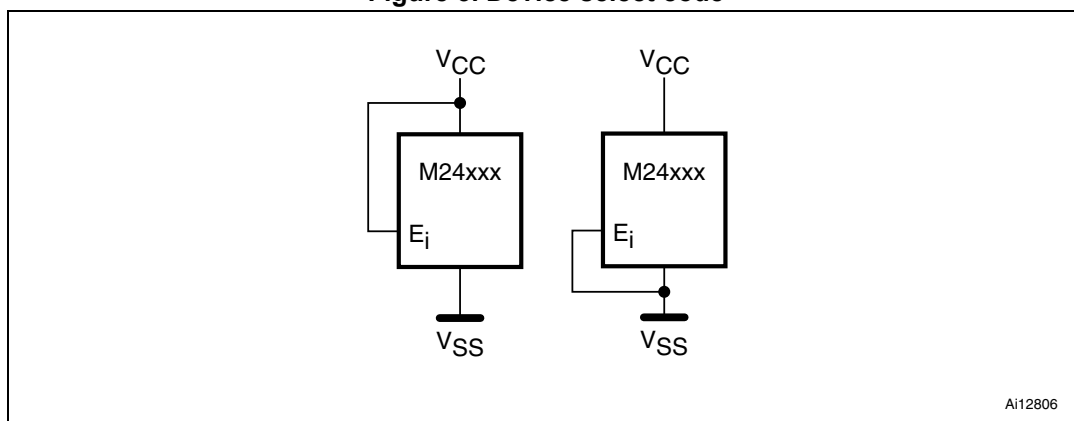 VCC VCC
M24xxx M24xxx
Ei Ei
VSS VSS
Ai12806